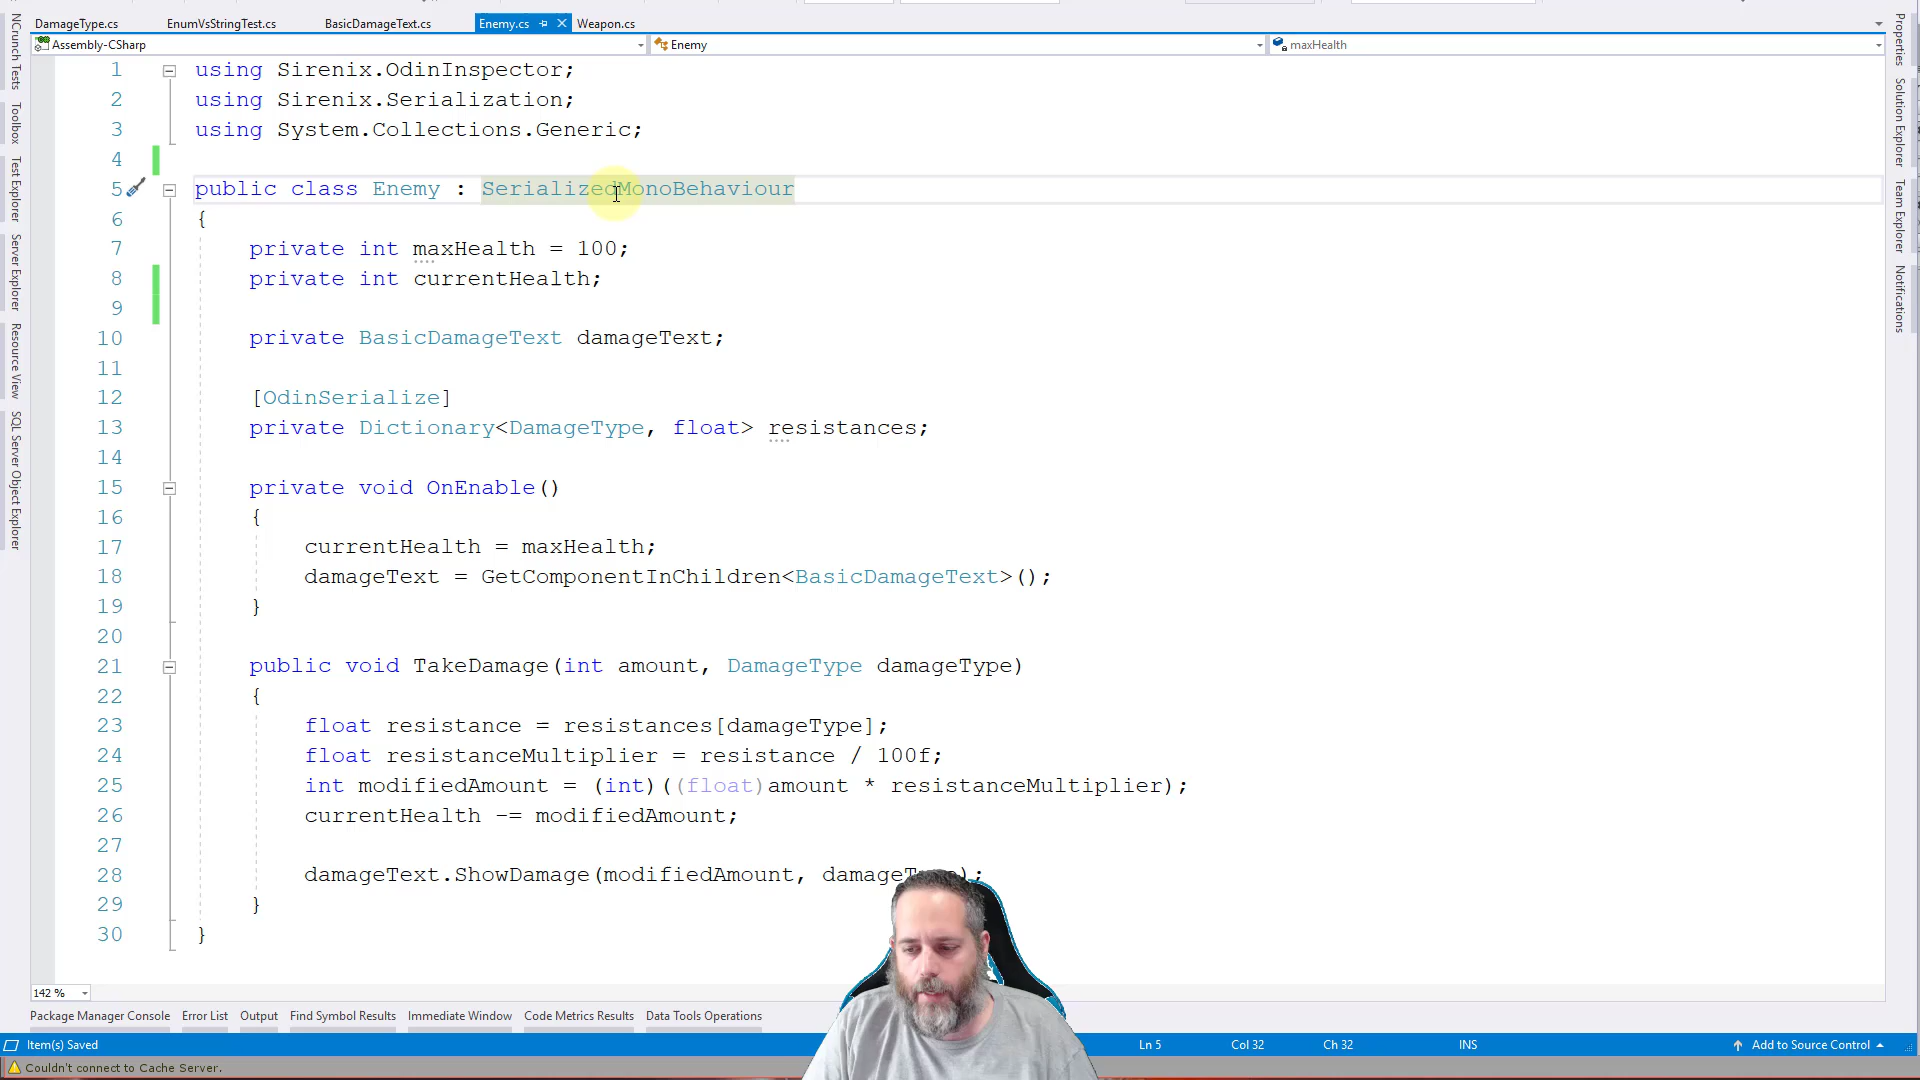 DamageType.cs EnumVsStringTest.cs BasicDamageText.cs Enemy.cs Weapon.cs
Assembly-CSharp Enemy maxHealth
1 using Sirenix.OdinInspector;
2 using Sirenix.Serialization;
3 using System.Collections.Generic;
4
5 public class Enemy : SerializedMonoBehaviour
6 {
7 private int maxHealth = 100;
8 private int currentHealth;
9
10 private BasicDamageText damageText;
11
12 [OdinSerialize]
13 private Dictionary<DamageType, float> resistances;
14
15 private void OnEnable()
16 {
17 currentHealth = maxHealth;
18 damageText = GetComponentInChildren<BasicDamageText>();
19 }
20
21 public void TakeDamage(int amount, DamageType damageType)
22 {
23 float resistance = resistances[damageType];
24 float resistanceMultiplier = resistance / 100f;
25 int modifiedAmount = (int)((float)amount * resistanceMultiplier);
26 currentHealth -= modifiedAmount;
27
28 damageText.ShowDamage(modifiedAmount, damageType);
29 }
30 }
NCrunch Tests
Toolbox
Test Explorer
Server Explorer
Resource View
SQL Server Object Explorer
Properties
Solution Explorer
Team Explorer
Notifications
142 %
Package Manager Console Error List Output Find Symbol Results Immediate Window Code Metrics Results Data Tools Operations
Item(s) Saved Ln 5 Col 32 Ch 32 INS Add to Source Control
Couldn't connect to Cache Server.